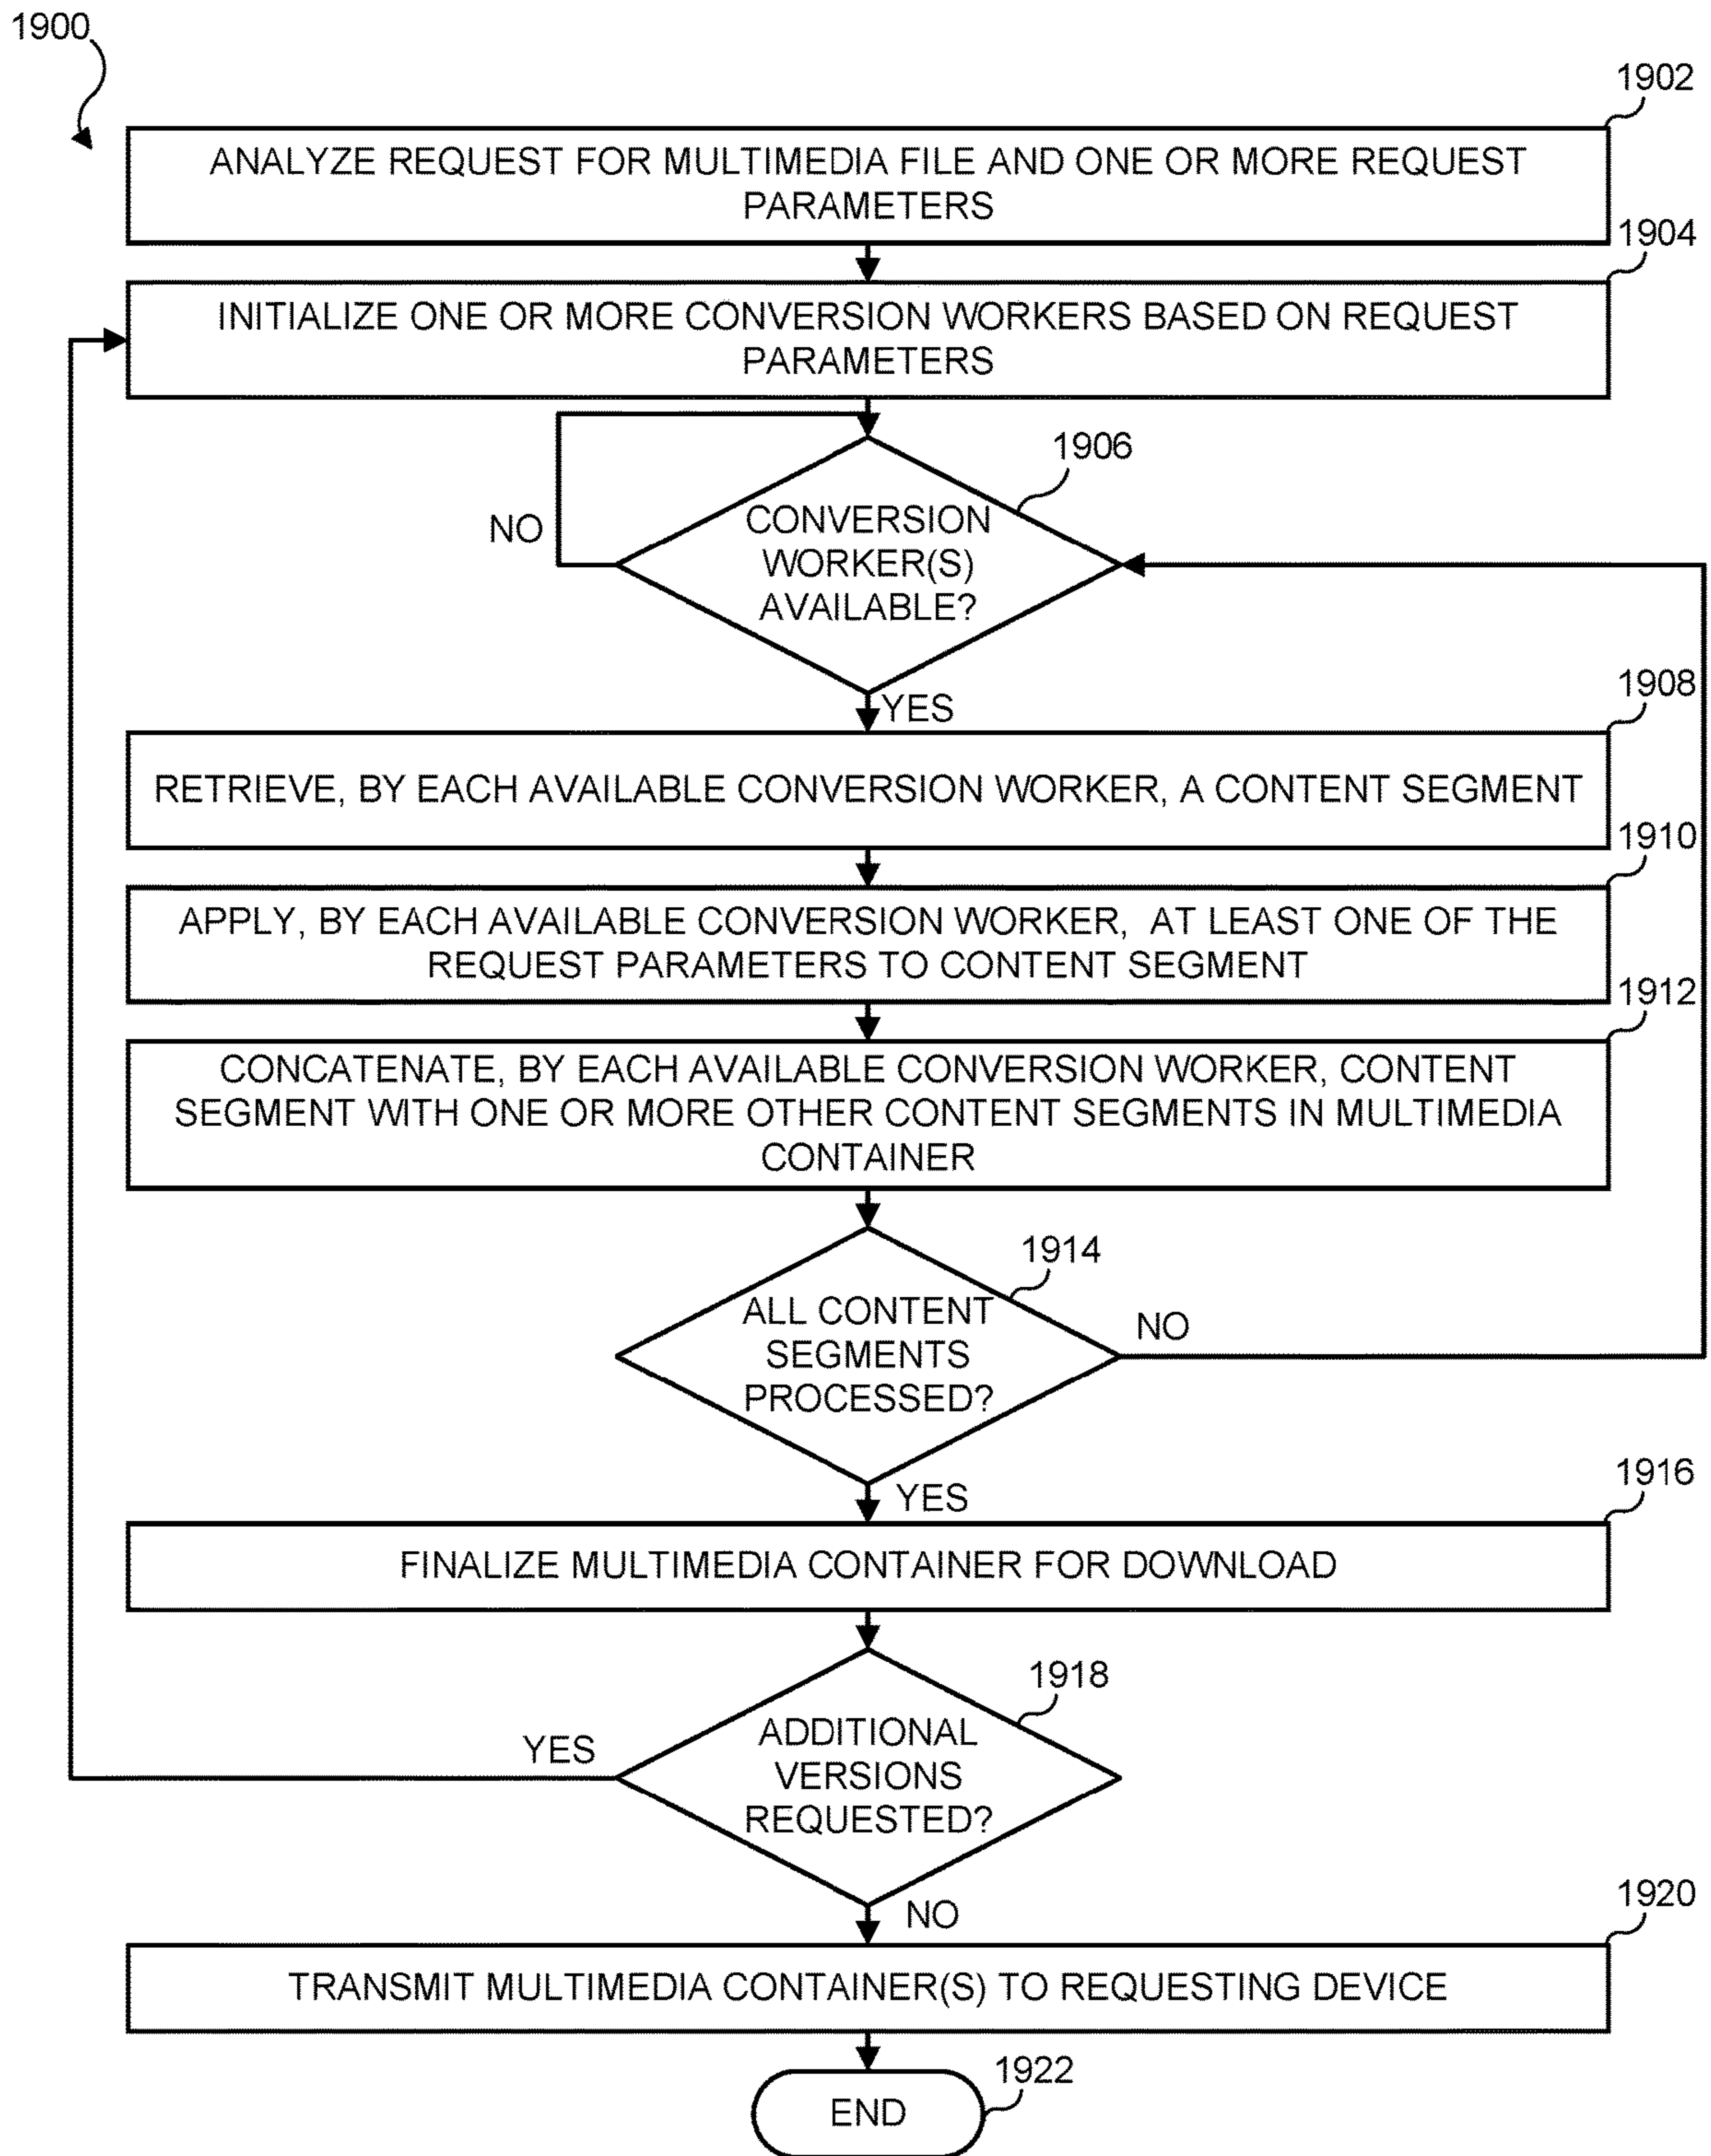 1900
1902
ANALYZE REQUEST FOR MULTIMEDIA FILE AND ONE OR MORE REQUEST
PARAMETERS
1904
INITIALIZE ONE OR MORE CONVERSION WORKERS BASED ON REQUEST
PARAMETERS
1906
CONVERSION
WORKER(S)
AVAILABLE?
NO
YES
1908
RETRIEVE, BY EACH AVAILABLE CONVERSION WORKER, A CONTENT SEGMENT
1910
APPLY, BY EACH AVAILABLE CONVERSION WORKER, AT LEAST ONE OF THE
REQUEST PARAMETERS TO CONTENT SEGMENT
1912
CONCATENATE, BY EACH AVAILABLE CONVERSION WORKER, CONTENT
SEGMENT WITH ONE OR MORE OTHER CONTENT SEGMENTS IN MULTIMEDIA
CONTAINER
1914
ALL CONTENT
SEGMENTS
PROCESSED?
NO
YES
1916
FINALIZE MULTIMEDIA CONTAINER FOR DOWNLOAD
1918
ADDITIONAL
VERSIONS
REQUESTED?
YES
NO
1920
TRANSMIT MULTIMEDIA CONTAINER(S) TO REQUESTING DEVICE
1922
END